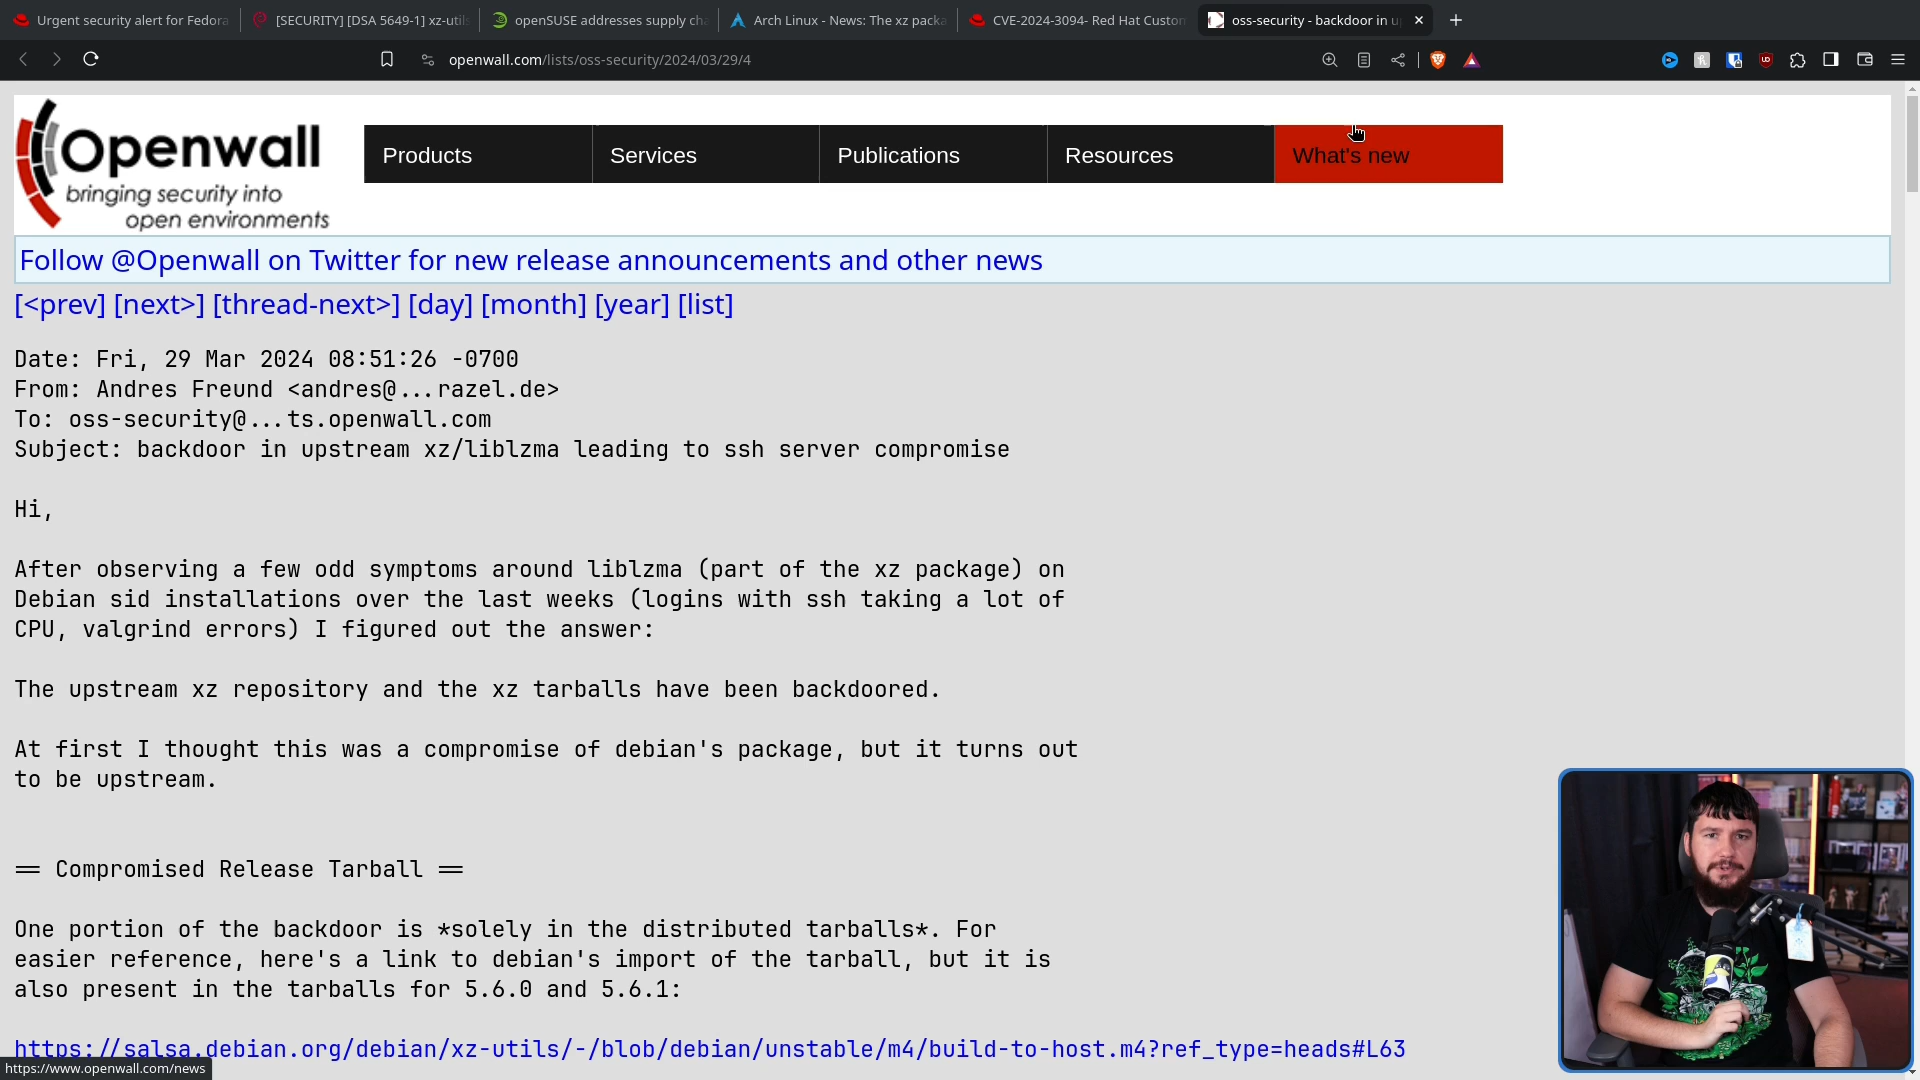 Urgent security alert for Fedora
[SECURITY] [DSA 5649-1] xz-utils
openSUSE addresses supply cha
Arch Linux - News: The xz packa
CVE-2024-3094- Red Hat Custom
oss-security - backdoor in u
openwall.com/lists/oss-security/2024/03/29/4
Openwall
bringing security into
open environments
Products
Services
Publications
Resources
What's new
Follow @Openwall on Twitter for new release announcements and other news
[<prev] [next>] [thread-next>] [day] [month] [year] [list]
Date: Fri, 29 Mar 2024 08:51:26 -0700
From: Andres Freund <andres@...razel.de>
To: oss-security@...ts.openwall.com
Subject: backdoor in upstream xz/liblzma leading to ssh server compromise
Hi,
After observing a few odd symptoms around liblzma (part of the xz package) on
Debian sid installations over the last weeks (logins with ssh taking a lot of
CPU, valgrind errors) I figured out the answer:
The upstream xz repository and the xz tarballs have been backdoored.
At first I thought this was a compromise of debian's package, but it turns out
to be upstream.
== Compromised Release Tarball ==
One portion of the backdoor is *solely in the distributed tarballs*. For
easier reference, here's a link to debian's import of the tarball, but it is
also present in the tarballs for 5.6.0 and 5.6.1:
https://salsa.debian.org/debian/xz-utils/-/blob/debian/unstable/m4/build-to-host.m4?ref_type=heads#L63
https://www.openwall.com/news